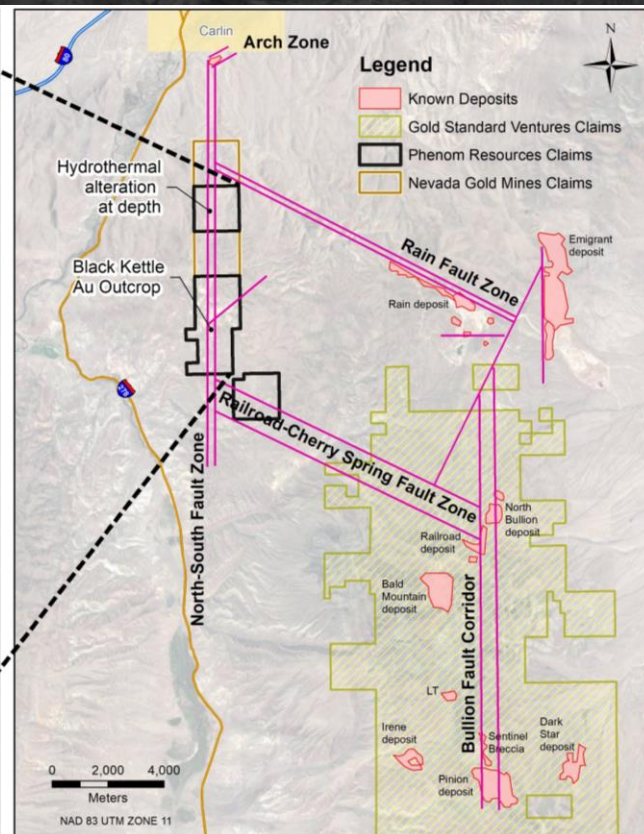 Carlin
Arch Zone
N
80
Legend
Known Deposits
Gold Standard Ventures Claims
Phenom Resources Claims
Nevada Gold Mines Claims
Hydrothermal
alteration
at depth
Black Kettle
Au Outcrop
Rain Fault Zone
Emigrant
deposit
Rain deposit
278
Railroad-Cherry Spring Fault Zone
North-South Fault Zone
North
Bullion
deposit
Railroad
deposit
Bald
Mountain
deposit
Bullion Fault Corridor
LT
Irene
deposit
Sentinel
Breccia
Dark
Star
deposit
Pinion
deposit
0 2,000 4,000
Meters
NAD 83 UTM ZONE 11